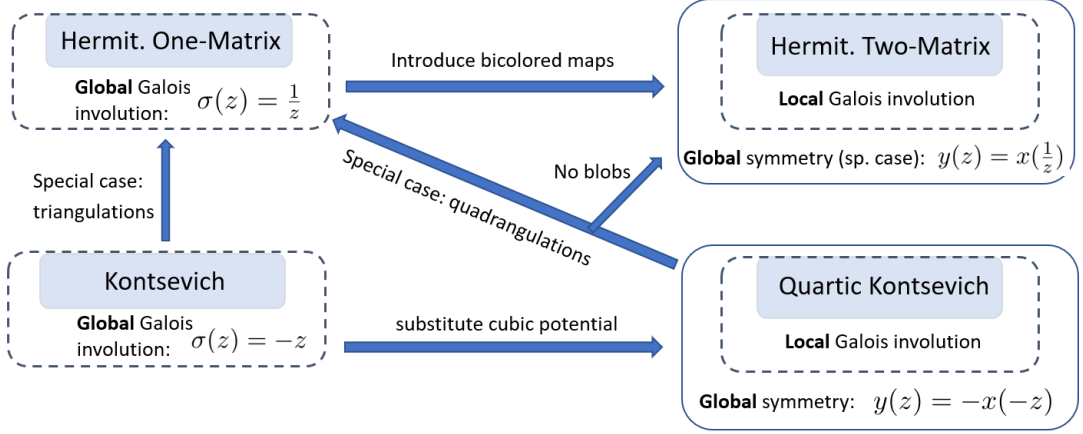 Hermit. One-Matrix
Global Galois
involution: σ(z) = 1/z
Introduce bicolored maps
Hermit. Two-Matrix
Local Galois involution
Global symmetry (sp. case): y(z) = x(1/z)
Special case:
triangulations
Special case: quadrangulations
No blobs
Kontsevich
Global Galois
involution: σ(z) = −z
substitute cubic potential
Quartic Kontsevich
Local Galois involution
Global symmetry: y(z) = −x(−z)